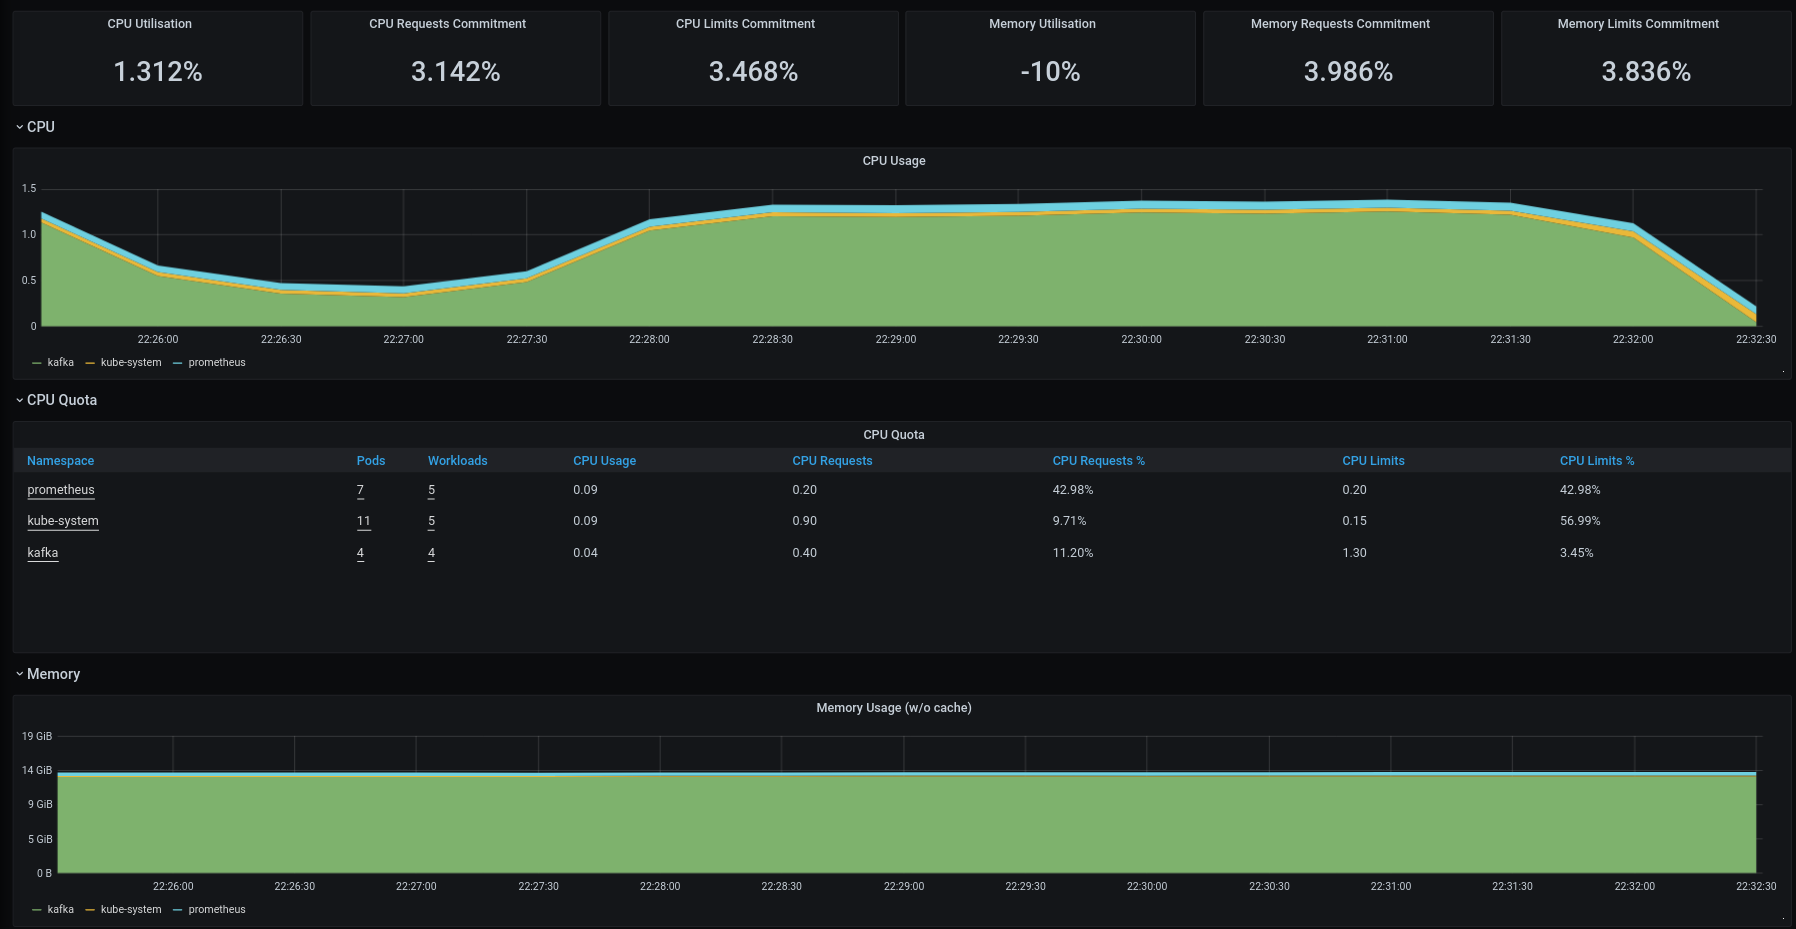 CPU Utilisation CPU Requests Commitment CPU Limits Commitment Memory Utilisation Memory Requests Commitment Memory Limits Commitment
1.312% 3.142% 3.468% -10% 3.986% 3.836%
CPU
CPU Usage
1.5
1.0
0.5
0
22:26:00 22:26:30 22:27:00 22:27:30 22:28:00 22:28:30 22:29:00 22:29:30 22:30:00 22:30:30 22:31:00 22:31:30 22:32:00 22:32:30
kafka kube-system prometheus
CPU Quota
CPU Quota
Namespace Pods Workloads CPU Usage CPU Requests CPU Requests % CPU Limits CPU Limits %
prometheus 7 5 0.09 0.20 42.98% 0.20 42.98%
kube-system 11 5 0.09 0.90 9.71% 0.15 56.99%
kafka 4 4 0.04 0.40 11.20% 1.30 3.45%
Memory
Memory Usage (w/o cache)
19 GiB
14 GiB
9 GiB
5 GiB
0 B
22:26:00 22:26:30 22:27:00 22:27:30 22:28:00 22:28:30 22:29:00 22:29:30 22:30:00 22:30:30 22:31:00 22:31:30 22:32:00 22:32:30
kafka kube-system prometheus